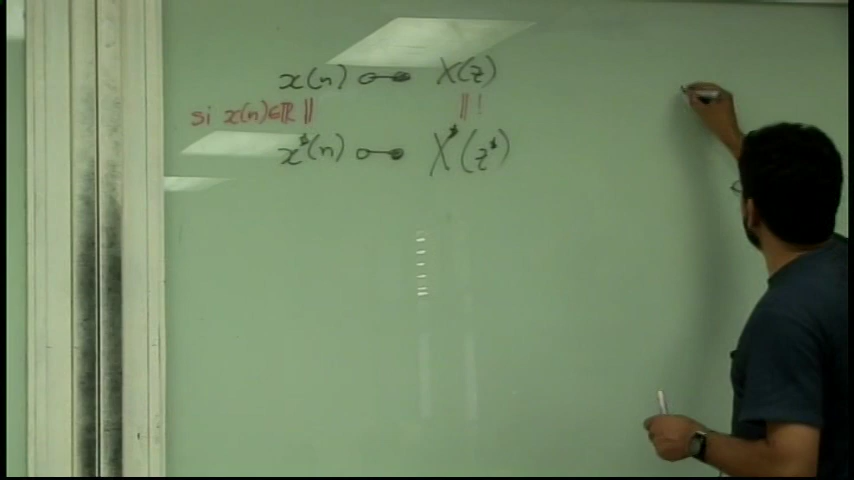 x(n) o—● X(z)
si x(n)∈ℝ || || !
x*(n) o—● X*(z*)